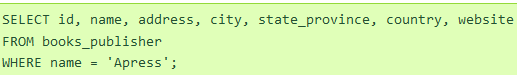 SELECT id, name, address, city, state_province, country, website
FROM books_publisher
WHERE name = 'Apress';